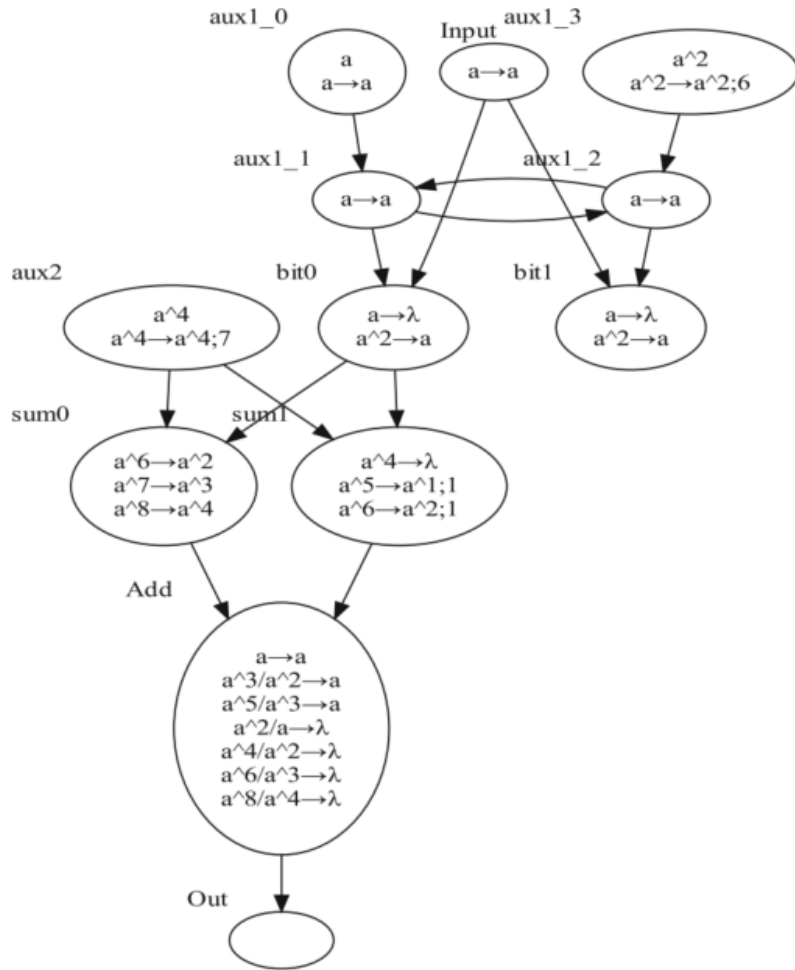 aux1_0
Input
aux1_3
a
a→a
a→a
a^2
a^2→a^2;6
aux1_1
aux1_2
a→a
a→a
aux2
bit0
bit1
a^4
a^4→a^4;7
a→λ
a^2→a
a→λ
a^2→a
sum0
sum1
a^6→a^2
a^7→a^3
a^8→a^4
a^4→λ
a^5→a^1;1
a^6→a^2;1
Add
a→a
a^3/a^2→a
a^5/a^3→a
a^2/a→λ
a^4/a^2→λ
a^6/a^3→λ
a^8/a^4→λ
Out